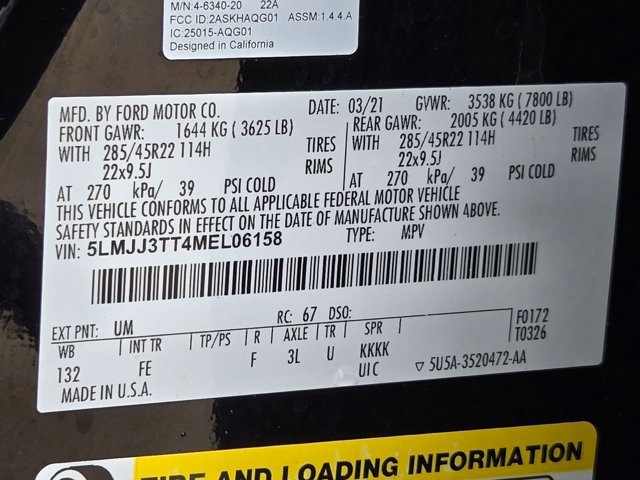 M/N:4-6340-20 22A
FCC ID:2ASKHAQG01 ASSM:1.4.4.A
IC:25015-AQG01
Designed in California
MFD. BY FORD MOTOR CO. DATE: 03/21 GVWR: 3538 KG ( 7800 LB)
FRONT GAWR: 1644 KG ( 3625 LB) REAR GAWR: 2005 KG ( 4420 LB)
WITH 285/45R22 114H TIRES WITH 285/45R22 114H TIRES
22x9.5J RIMS 22x9.5J RIMS
AT 270 kPa/ 39 PSI COLD AT 270 kPa/ 39 PSI COLD
THIS VEHICLE CONFORMS TO ALL APPLICABLE FEDERAL MOTOR VEHICLE
SAFETY STANDARDS IN EFFECT ON THE DATE OF MANUFACTURE SHOWN ABOVE.
VIN: 5LMJJ3TT4MEL06158 TYPE: MPV
EXT PNT: UM RC: 67 DSO: F0172
WB INT TR TP/PS R AXLE TR SPR T0326
132 FE F 3L U KKKK
UIC ▽ 5U5A-3520472-AA
MADE IN U.S.A.
TIRE AND LOADING INFORMATION